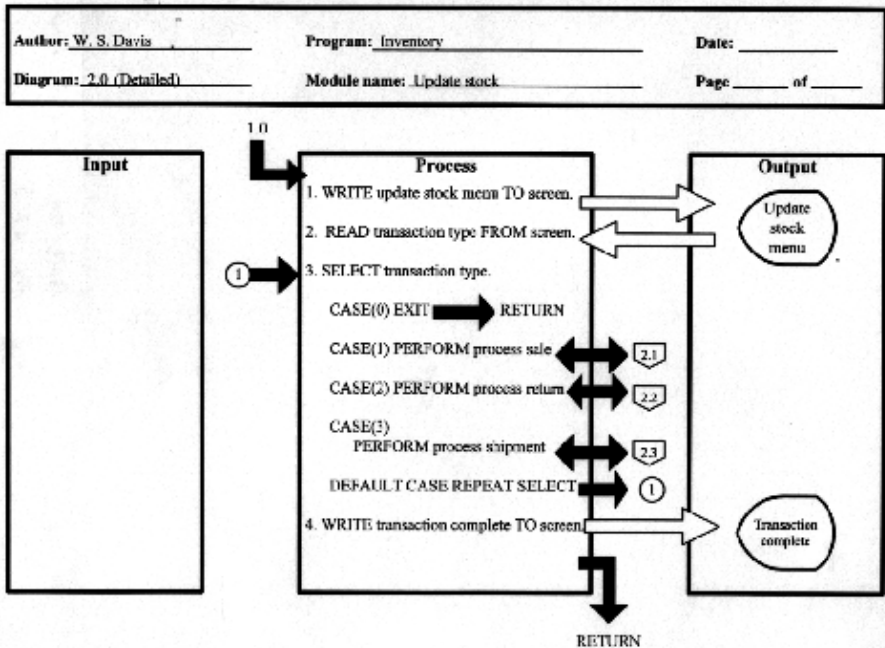 Author: W. S. Davis Program: Inventory Date:
Diagram: 2.0 (Detailed) Module name: Update stock Page of
1.0
Input
Process
Output
1. WRITE update stock menu TO screen.
Update
stock
menu
2. READ transaction type FROM screen.
1
3. SELECT transaction type.
CASE(0) EXIT RETURN
CASE(1) PERFORM process sale 2.1
CASE(2) PERFORM process return 2.2
CASE(3)
PERFORM process shipment 2.3
DEFAULT CASE REPEAT SELECT 1
4. WRITE transaction complete TO screen.
Transaction
complete
RETURN